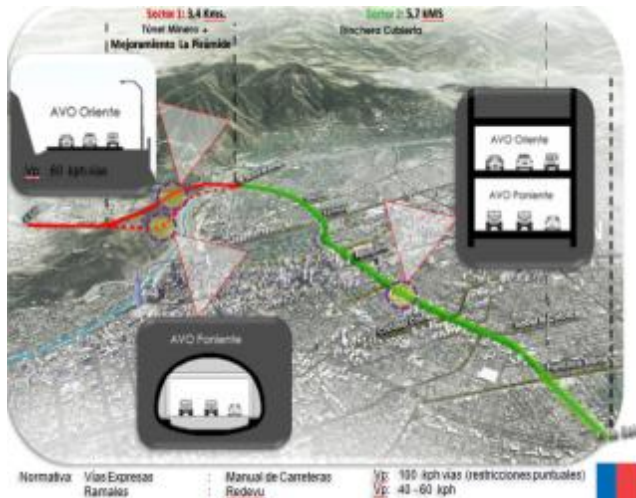 Sector 1: 3,4 Kms.
Túnel Minero +
Mejoramiento La Pirámide
Sector 2: 5,7 kMS
Trinchera Cubierta
AVO Oriente
Vp: 60 kph vías
AVO Oriente
AVO Poniente
AVO Poniente
Normativa: Vías Expresas : Manual de Carreteras Vp: 100 kph vías (restricciones puntuales)
Ramales : Redevu Vp: 40 - 60 kph